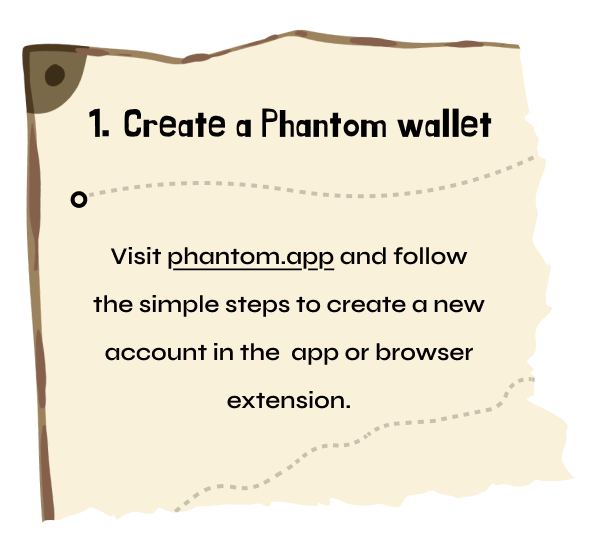 1. Create a Phantom wallet
Visit phantom.app and follow
the simple steps to create a new
account in the app or browser
extension.